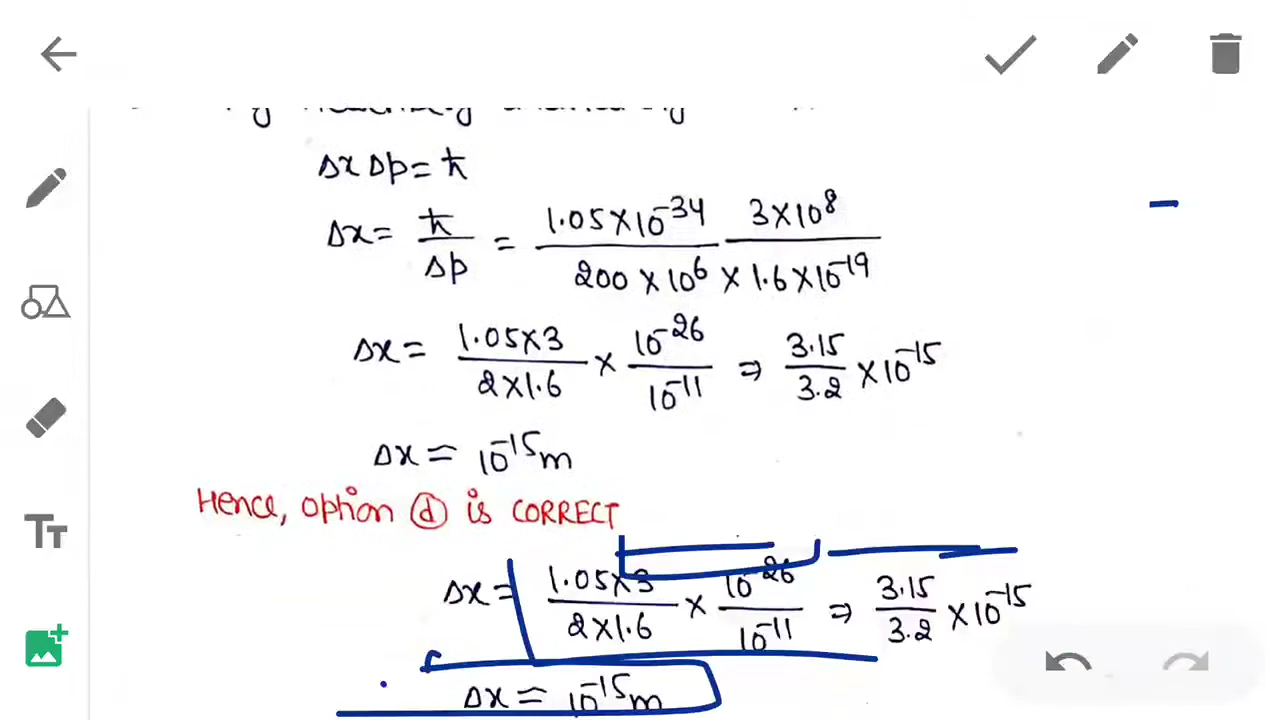 Δx Δp = ħ
Δx = ħ/Δp = 1.05×10⁻³⁴/200×10⁶ 3×10⁸/×1.6×10⁻¹⁹
Δx = 1.05×3/2×1.6 × 10⁻²⁶/10⁻¹¹ ⇒ 3.15/3.2 ×10⁻¹⁵
Δx = 10⁻¹⁵m
Hence, option ⓓ is CORRECT
Δx = 1.05×3/2×1.6 × 10⁻²⁶/10⁻¹¹ ⇒ 3.15/3.2 ×10⁻¹⁵
Δx = 10⁻¹⁵m
TT